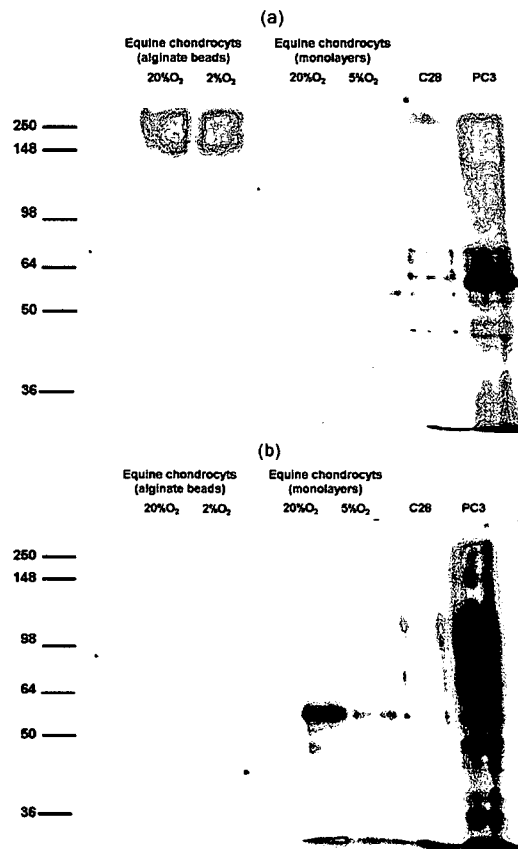 (a)
Equine chondrocyts Equine chondrocyts
(alginate beads) (monolayers)
20%O₂ 2%O₂ 20%O₂ 5%O₂ C28 PC3
250
148
98
64
50
36
(b)
Equine chondrocyts Equine chondrocyts
(alginate beads) (monolayers)
20%O₂ 2%O₂ 20%O₂ 5%O₂ C28 PC3
250
148
98
64
50
36